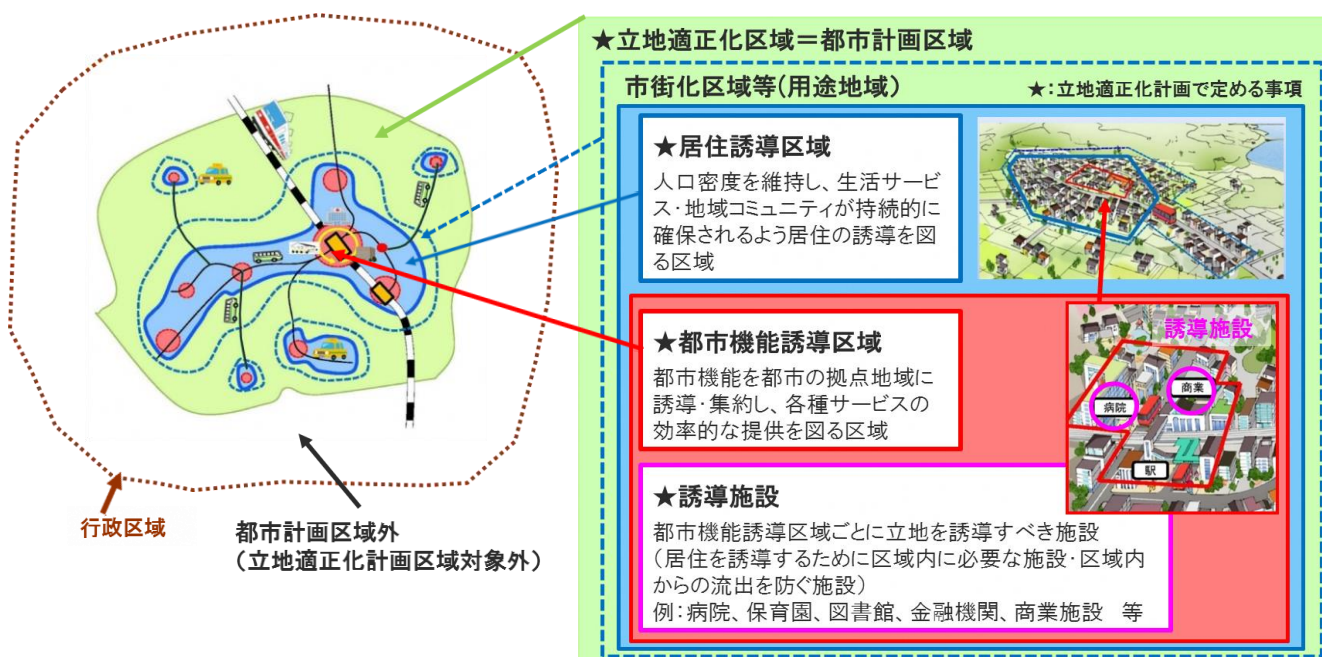 ★立地適正化区域＝都市計画区域
市街化区域等(用途地域)
★：立地適正化計画で定める事項
★居住誘導区域
人口密度を維持し、生活サービ
ス・地域コミュニティが持続的に
確保されるよう居住の誘導を図
る区域
★都市機能誘導区域
都市機能を都市の拠点地域に
誘導・集約し、各種サービスの
効率的な提供を図る区域
誘導施設
商業
病院
駅
★誘導施設
都市機能誘導区域ごとに立地を誘導すべき施設
（居住を誘導するために区域内に必要な施設・区域内
からの流出を防ぐ施設）
例：病院、保育園、図書館、金融機関、商業施設　等
行政区域
都市計画区域外
（立地適正化計画区域対象外）